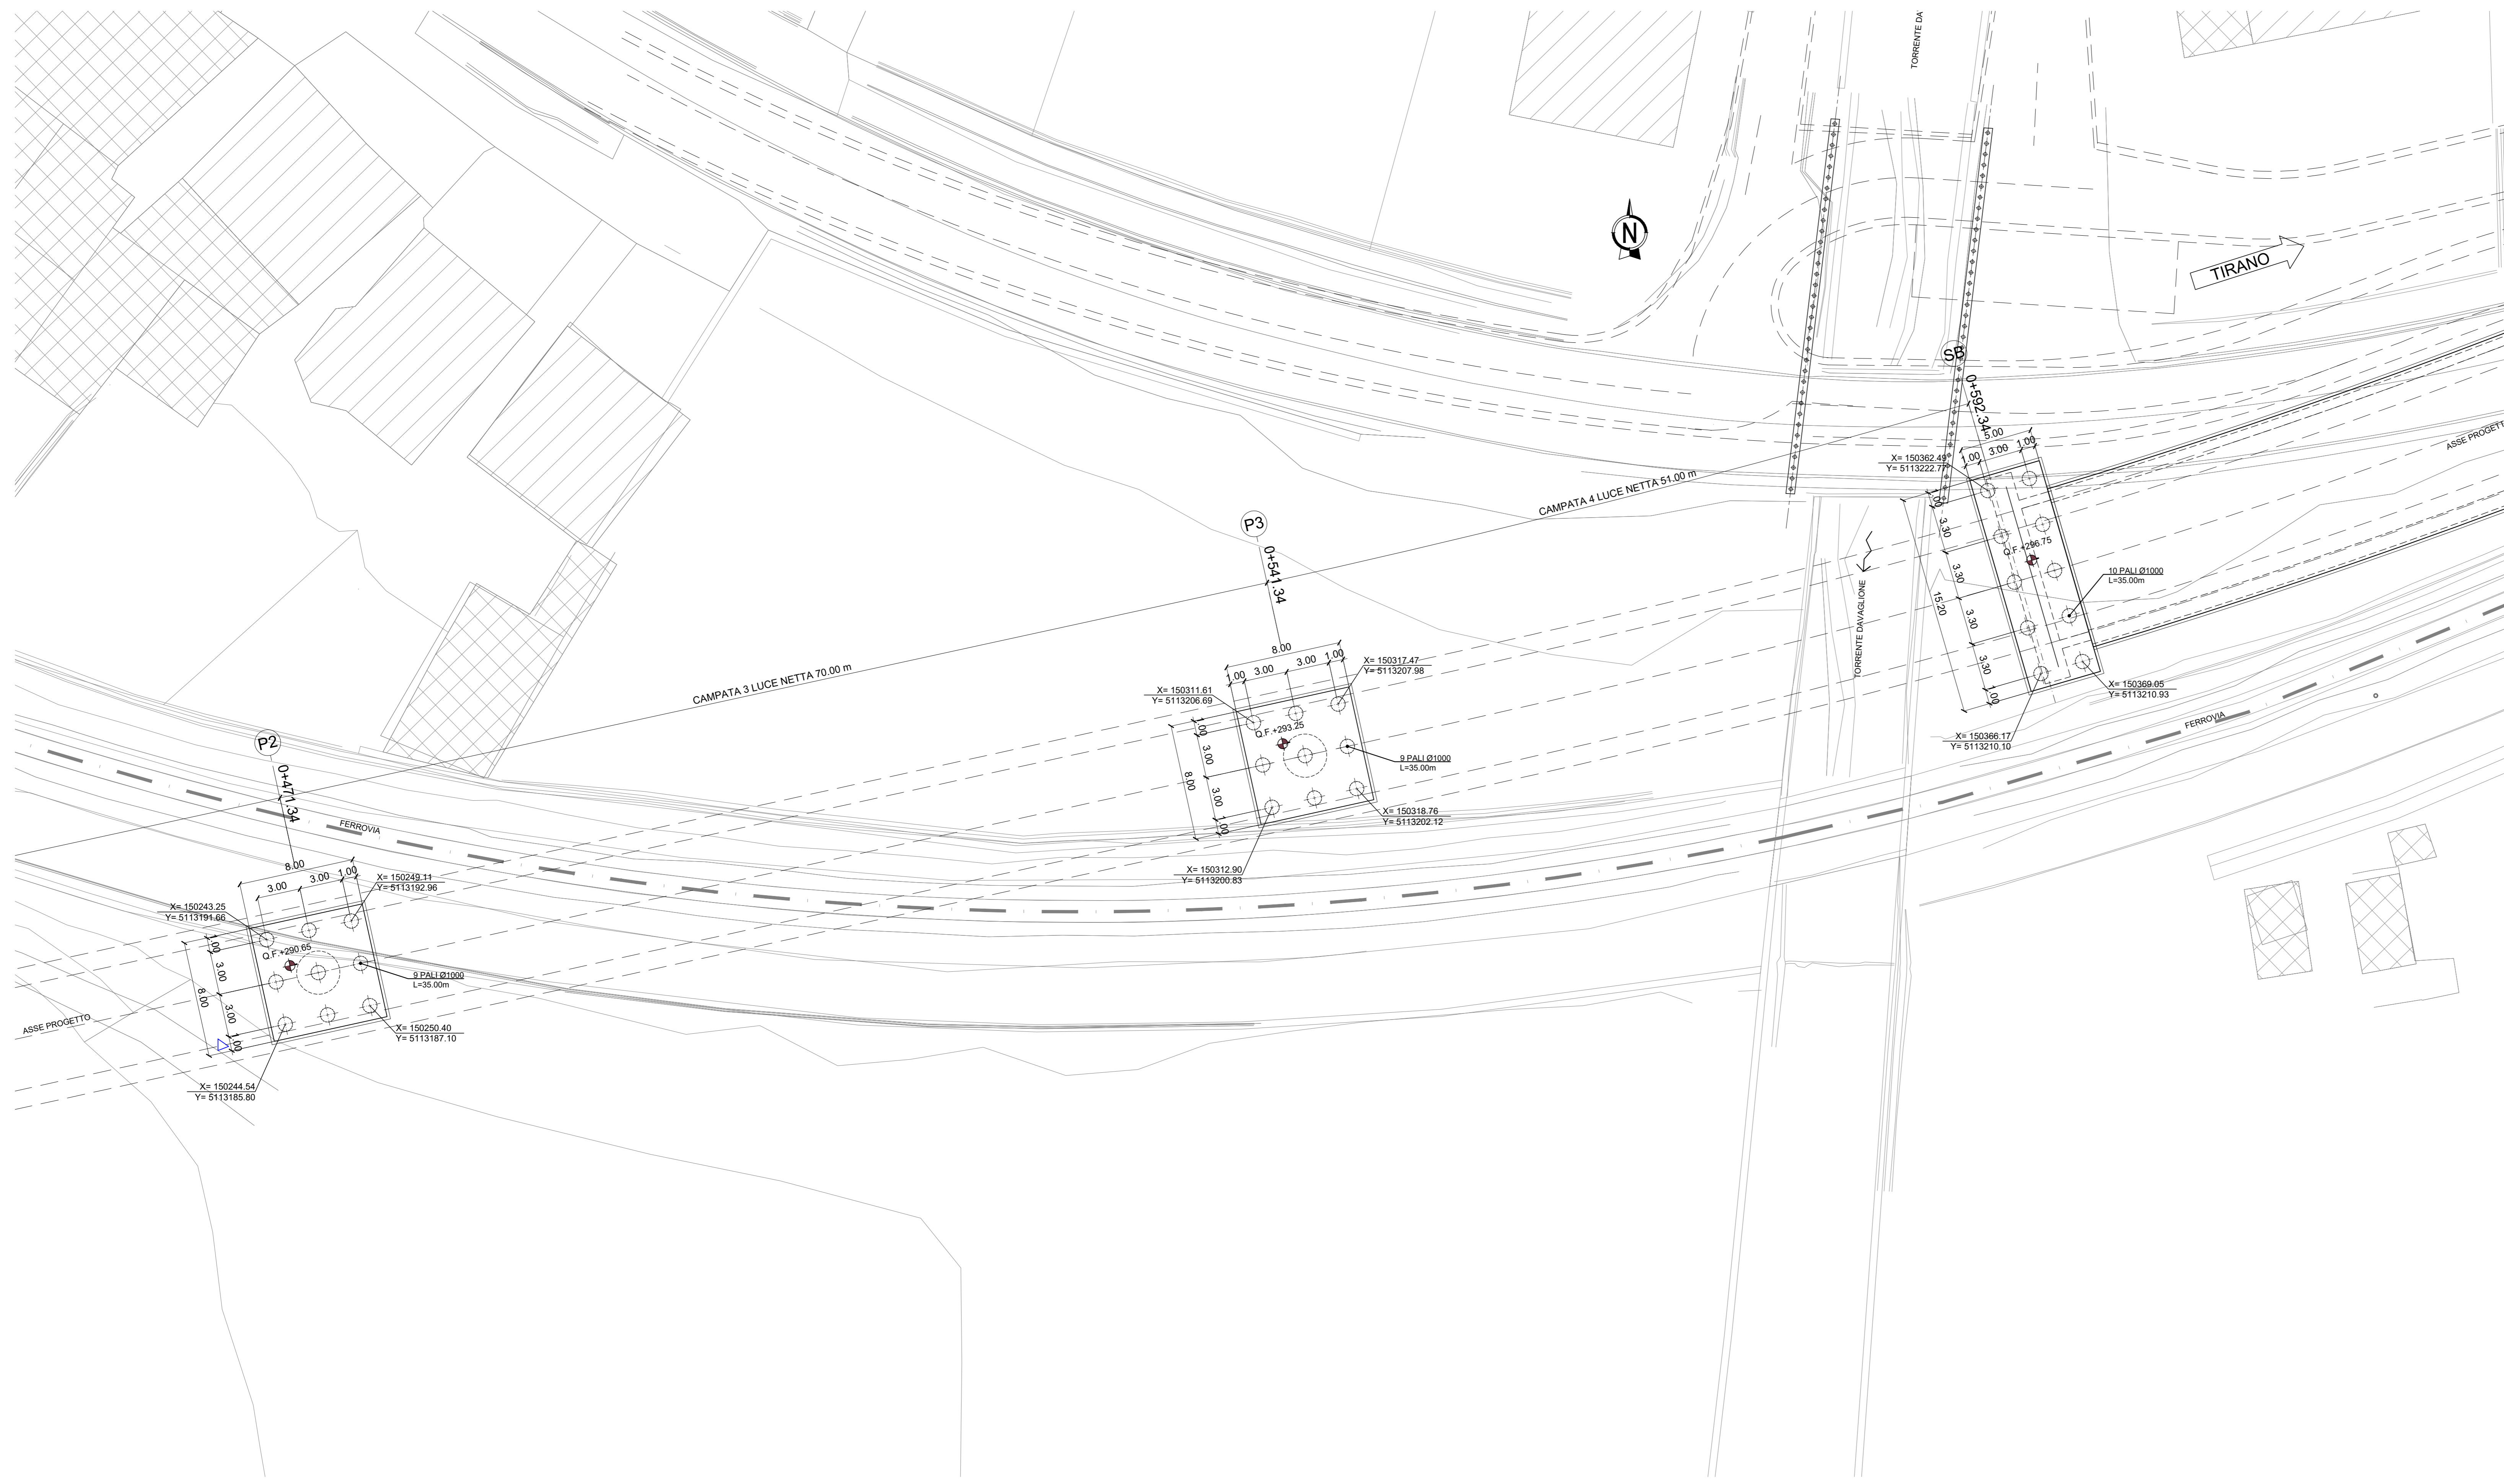 TORRENTE DA
N
TIRANO
SB
0+592.34
5.00
1.00
3.00
1.00
ASSE PROGETT
X= 150362.49
Y= 5113222.77
CAMPATA 4 LUCE NETTA 51.00 m
1.00
3.30
3.30
3.30
3.30
1.00
15.20
Q.F.+296.75
10 PALI Ø1000
L=35.00m
TORRENTE DAVAGLIONE
X= 150369.05
Y= 5113210.93
X= 150366.17
Y= 5113210.10
FERROVIA
P3
0+541.34
8.00
1.00
3.00
3.00
1.00
X= 150317.47
Y= 5113207.98
X= 150311.61
Y= 5113206.69
Q.F.+293.25
1.00
3.00
3.00
1.00
8.00
9 PALI Ø1000
L=35.00m
X= 150318.76
Y= 5113202.12
X= 150312.90
Y= 5113200.83
CAMPATA 3 LUCE NETTA 70.00 m
P2
0+471.34
FERROVIA
8.00
3.00
3.00
1.00
X= 150249.11
Y= 5113192.96
X= 150243.25
Y= 5113191.66
Q.F.+290.65
1.00
3.00
3.00
1.00
8.00
9 PALI Ø1000
L=35.00m
ASSE PROGETTO
X= 150250.40
Y= 5113187.10
X= 150244.54
Y= 5113185.80